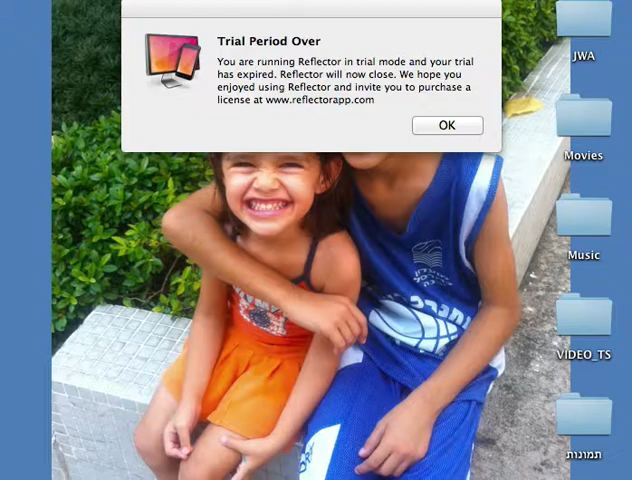 Trial Period Over
You are running Reflector in trial mode and your trial
has expired. Reflector will now close. We hope you
enjoyed using Reflector and invite you to purchase a
license at www.reflectorapp.com
OK
JWA
Movies
Music
VIDEO_TS
תמונות